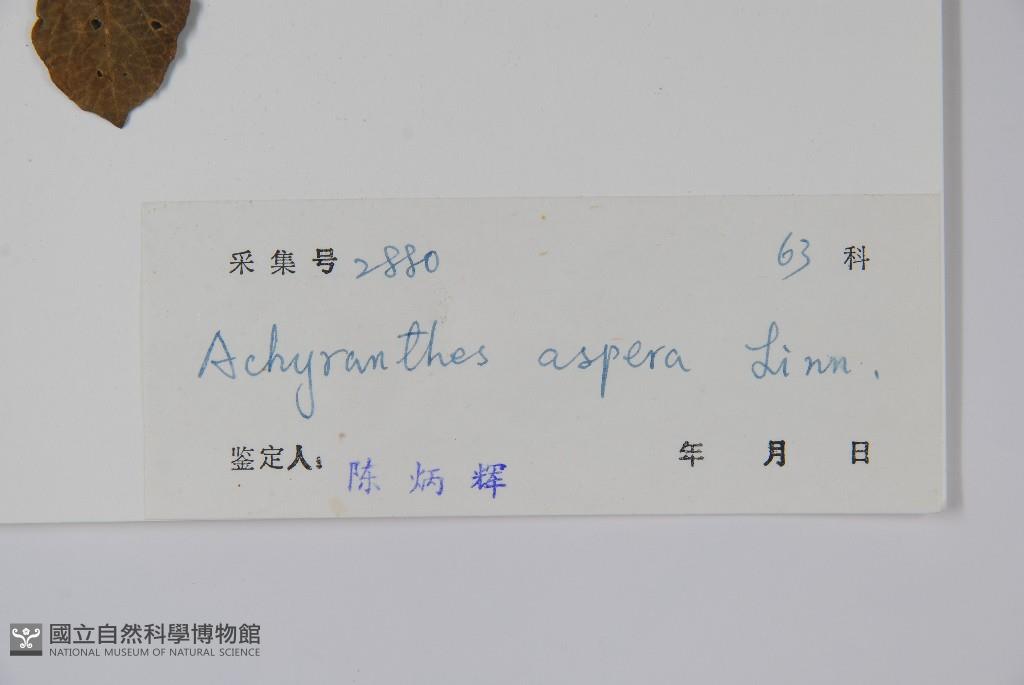 采集号 2880 63 科
Achyranthes aspera Linn.
鉴定人: 陈炳辉 年 月 日
國立自然科學博物館
NATIONAL MUSEUM OF NATURAL SCIENCE